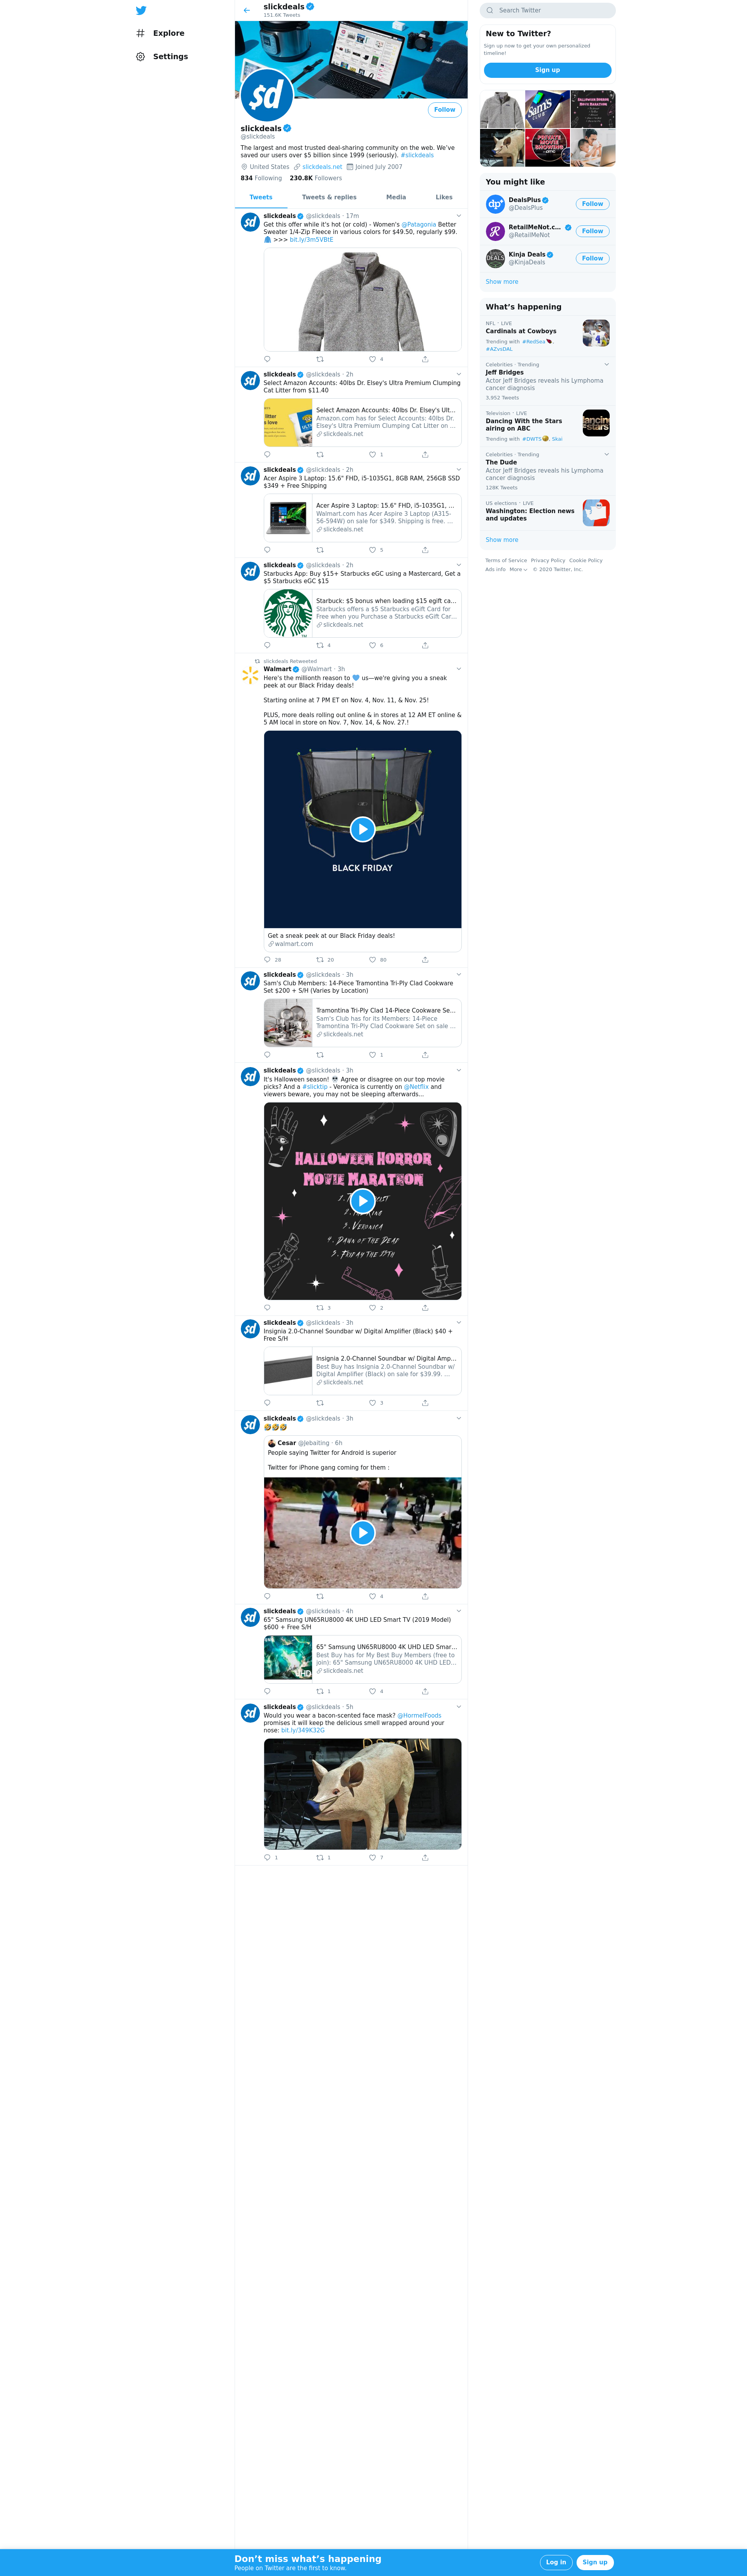 Explore
Settings
slickdeals
151.6K Tweets
$d
Follow
slickdeals
@slickdeals
The largest and most trusted deal-sharing community on the web. We've
saved our users over $5 billion since 1999 (seriously). #slickdeals
United States slickdeals.net Joined July 2007
834 Following 230.8K Followers
Tweets Tweets & replies Media Likes
slickdeals @slickdeals · 17m
Get this offer while it's hot (or cold) - Women's @Patagonia Better
Sweater 1/4-Zip Fleece in various colors for $49.50, regularly $99.
>>> bit.ly/3m5VBtE
4
slickdeals @slickdeals · 2h
Select Amazon Accounts: 40lbs Dr. Elsey's Ultra Premium Clumping
Cat Litter from $11.40
Select Amazon Accounts: 40lbs Dr. Elsey's Ult...
Amazon.com has for Select Accounts: 40lbs Dr.
Elsey's Ultra Premium Clumping Cat Litter on ...
slickdeals.net
1
slickdeals @slickdeals · 2h
Acer Aspire 3 Laptop: 15.6" FHD, i5-1035G1, 8GB RAM, 256GB SSD
$349 + Free Shipping
Acer Aspire 3 Laptop: 15.6" FHD, i5-1035G1, ...
Walmart.com has Acer Aspire 3 Laptop (A315-
56-594W) on sale for $349. Shipping is free. ...
slickdeals.net
5
slickdeals @slickdeals · 2h
Starbucks App: Buy $15+ Starbucks eGC using a Mastercard, Get a
$5 Starbucks eGC $15
Starbuck: $5 bonus when loading $15 egift ca...
Starbucks offers a $5 Starbucks eGift Card for
Free when you Purchase a Starbucks eGift Car...
slickdeals.net
4 6
slickdeals Retweeted
Walmart @Walmart · 3h
Here's the millionth reason to 💙 us—we're giving you a sneak
peek at our Black Friday deals!
Starting online at 7 PM ET on Nov. 4, Nov. 11, & Nov. 25!
PLUS, more deals rolling out online & in stores at 12 AM ET online &
5 AM local in store on Nov. 7, Nov. 14, & Nov. 27.!
BLACK FRIDAY
Get a sneak peek at our Black Friday deals!
walmart.com
28 20 80
slickdeals @slickdeals · 3h
Sam's Club Members: 14-Piece Tramontina Tri-Ply Clad Cookware
Set $200 + S/H (Varies by Location)
Tramontina Tri-Ply Clad 14-Piece Cookware Se...
Sam's Club has for its Members: 14-Piece
Tramontina Tri-Ply Clad Cookware Set on sale ...
slickdeals.net
1
slickdeals @slickdeals · 3h
It's Halloween season! Agree or disagree on our top movie
picks? And a #slicktip - Veronica is currently on @Netflix and
viewers beware, you may not be sleeping afterwards...
HALLOWEEN HORROR
MOVIE MARATHON
3. VERONICA
4. DAWN OF THE DEAD
5. FRIDAY THE 13TH
3 2
slickdeals @slickdeals · 3h
Insignia 2.0-Channel Soundbar w/ Digital Amplifier (Black) $40 +
Free S/H
Insignia 2.0-Channel Soundbar w/ Digital Amp...
Best Buy has Insignia 2.0-Channel Soundbar w/
Digital Amplifier (Black) on sale for $39.99. ...
slickdeals.net
3
slickdeals @slickdeals · 3h
🤣🤣🤣
Cesar @Jebaiting · 6h
People saying Twitter for Android is superior
Twitter for iPhone gang coming for them :
4
slickdeals @slickdeals · 4h
65" Samsung UN65RU8000 4K UHD LED Smart TV (2019 Model)
$600 + Free S/H
65" Samsung UN65RU8000 4K UHD LED Smar...
Best Buy has for My Best Buy Members (free to
join): 65" Samsung UN65RU8000 4K UHD LED...
slickdeals.net
1 4
slickdeals @slickdeals · 5h
Would you wear a bacon-scented face mask? @HormelFoods
promises it will keep the delicious smell wrapped around your
nose: bit.ly/349K32G
1 1 7
Search Twitter
New to Twitter?
Sign up now to get your own personalized
timeline!
Sign up
You might like
DealsPlus
@DealsPlus
Follow
RetailMeNot.c...
@RetailMeNot
Follow
Kinja Deals
@KinjaDeals
Follow
Show more
What's happening
NFL · LIVE
Cardinals at Cowboys
Trending with #RedSea,
#AZvsDAL
Celebrities · Trending
Jeff Bridges
Actor Jeff Bridges reveals his Lymphoma
cancer diagnosis
3,952 Tweets
Television · LIVE
Dancing With the Stars
airing on ABC
Trending with #DWTS, Skai
Celebrities · Trending
The Dude
Actor Jeff Bridges reveals his Lymphoma
cancer diagnosis
128K Tweets
US elections · LIVE
Washington: Election news
and updates
Show more
Terms of Service Privacy Policy Cookie Policy
Ads info More © 2020 Twitter, Inc.
Don't miss what's happening
People on Twitter are the first to know.
Log in Sign up